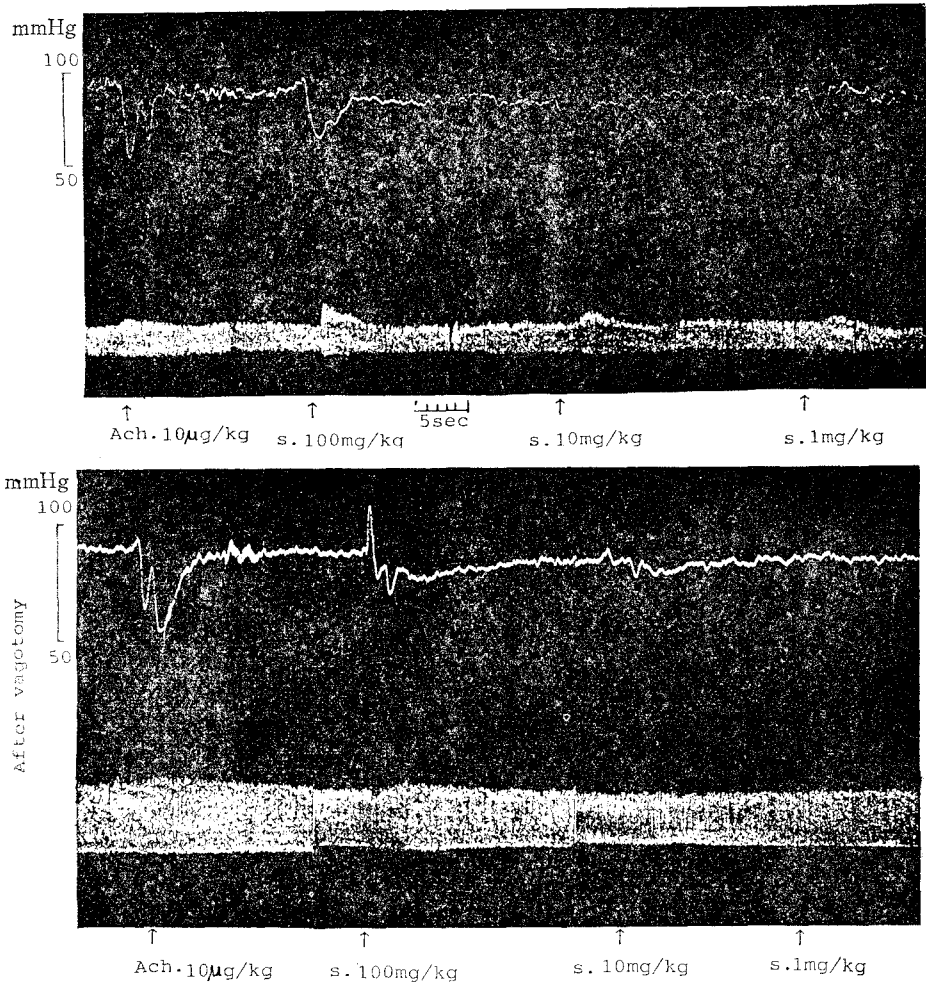 mmHg
100
50
Ach.10µg/kg s.100mg/kg 5sec s.10mg/kg s.1mg/kg
mmHg
100
50
After vagotomy
Ach.10µg/kg s.100mg/kg s.10mg/kg s.1mg/kg